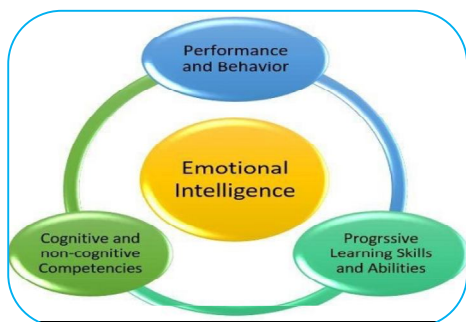 Performance
and Behavior
Emotional
Intelligence
Cognitive and
non-cognitive
Competencies
Progrssive
Learning Skills
and Abilities